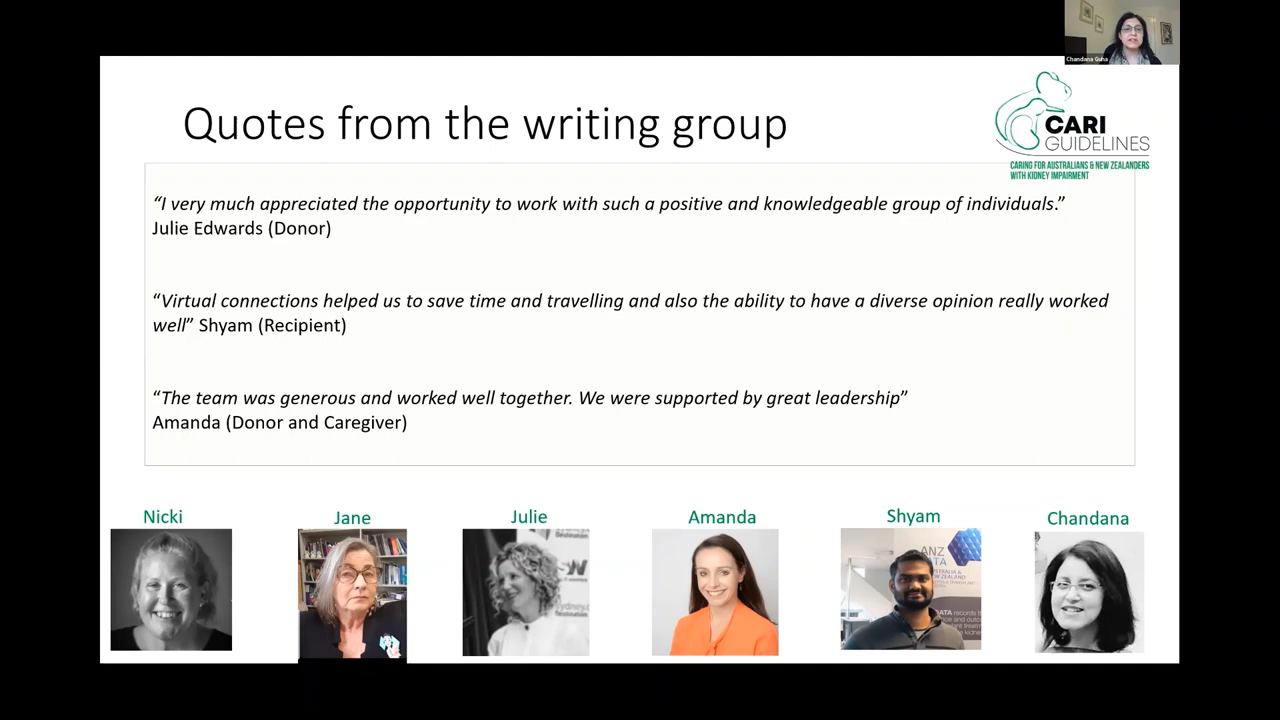 Chandana Guha
Quotes from the writing group
CARI
GUIDELINES
CARING FOR AUSTRALIANS & NEW ZEALANDERS
WITH KIDNEY IMPAIRMENT
“I very much appreciated the opportunity to work with such a positive and knowledgeable group of individuals.”
Julie Edwards (Donor)
“Virtual connections helped us to save time and travelling and also the ability to have a diverse opinion really worked
well” Shyam (Recipient)
“The team was generous and worked well together. We were supported by great leadership”
Amanda (Donor and Caregiver)
Nicki
Jane
Julie
Amanda
Shyam
Chandana